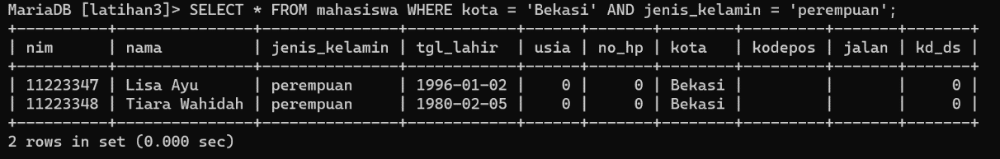 MariaDB [latihan3]> SELECT * FROM mahasiswa WHERE kota = 'Bekasi' AND jenis_kelamin = 'perempuan';
+----------+---------------+---------------+------------+------+-------+--------+---------+-------+-------+
| nim      | nama          | jenis_kelamin | tgl_lahir  | usia | no_hp | kota   | kodepos | jalan | kd_ds |
+----------+---------------+---------------+------------+------+-------+--------+---------+-------+-------+
| 11223347 | Lisa Ayu      | perempuan     | 1996-01-02 |    0 |     0 | Bekasi |         |       |     0 |
| 11223348 | Tiara Wahidah | perempuan     | 1980-02-05 |    0 |     0 | Bekasi |         |       |     0 |
+----------+---------------+---------------+------------+------+-------+--------+---------+-------+-------+
2 rows in set (0.000 sec)